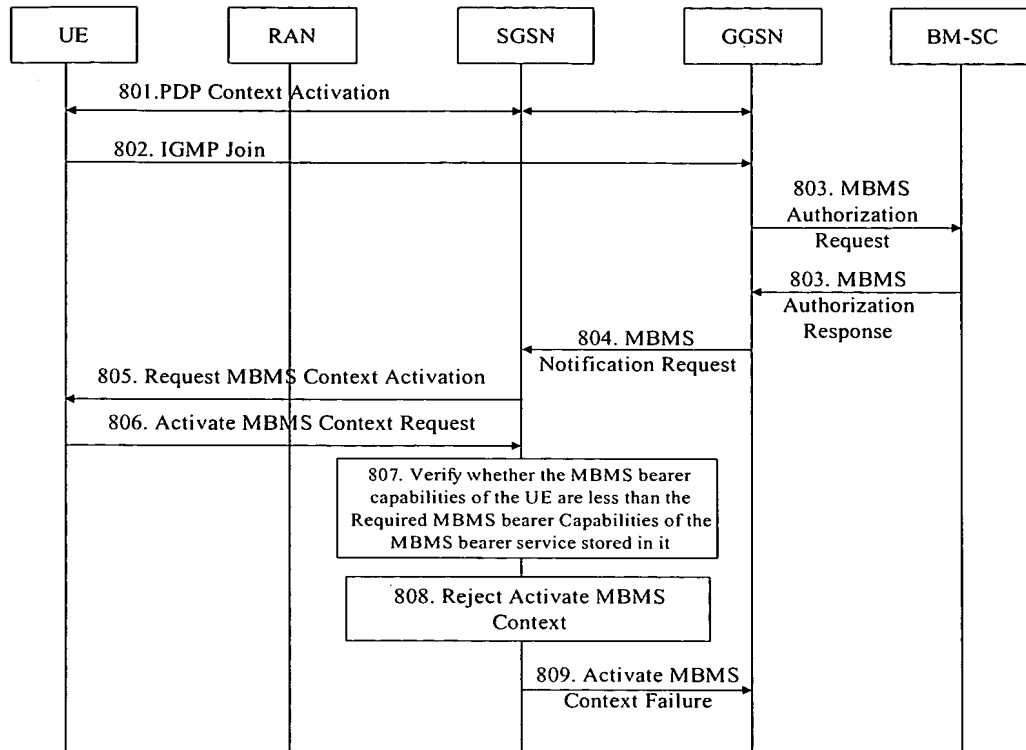 UE
RAN
SGSN
GGSN
BM-SC
801.PDP Context Activation
802. IGMP Join
803. MBMS
Authorization
Request
803. MBMS
Authorization
Response
804. MBMS
Notification Request
805. Request MBMS Context Activation
806. Activate MBMS Context Request
807. Verify whether the MBMS bearer
capabilities of the UE are less than the
Required MBMS bearer Capabilities of the
MBMS bearer service stored in it
808. Reject Activate MBMS
Context
809. Activate MBMS
Context Failure